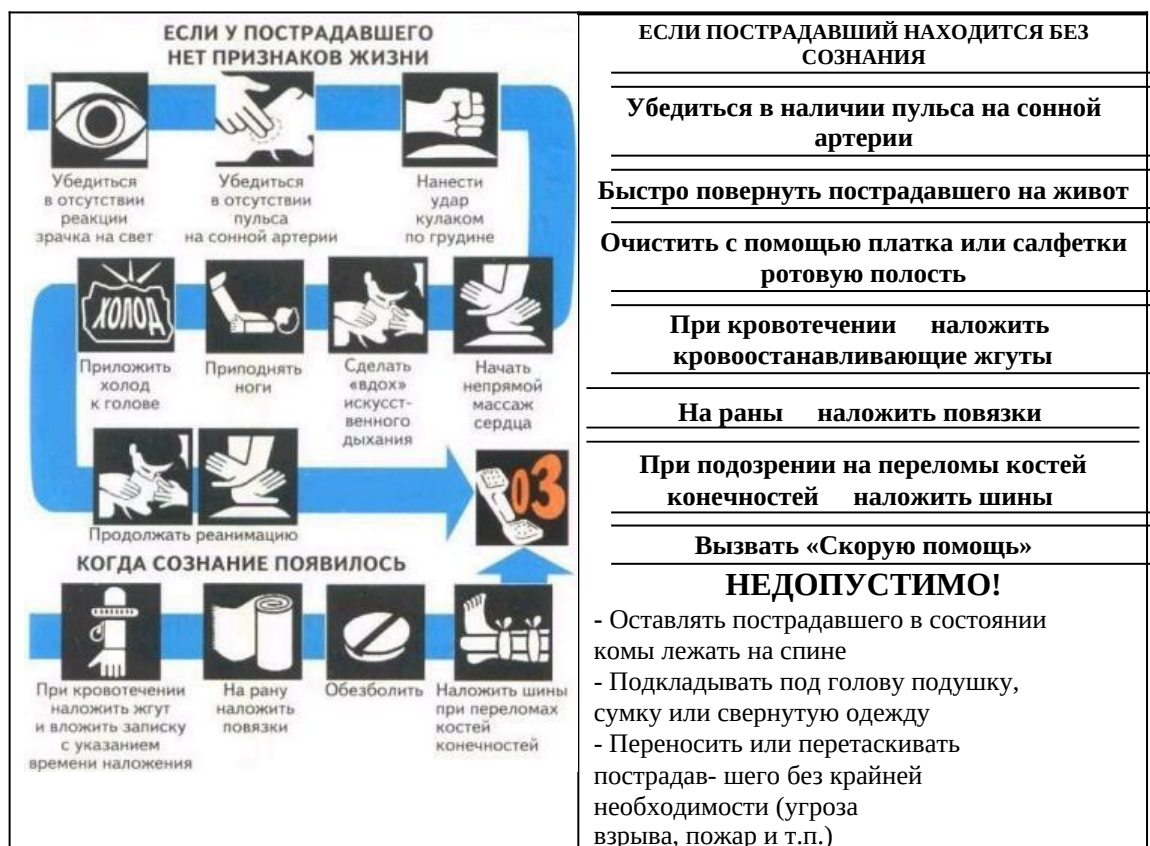 ЕСЛИ У ПОСТРАДАВШЕГО
НЕТ ПРИЗНАКОВ ЖИЗНИ
Убедиться
в отсутствии
реакции
зрачка на свет
Убедиться
в отсутствии
пульса
на сонной артерии
Нанести
удар
кулаком
по грудине
ХОЛОД
Приложить
холод
к голове
Приподнять
ноги
Сделать
«вдох»
искусст-
венного
дыхания
Начать
непрямой
массаж
сердца
Продолжать реанимацию
03
КОГДА СОЗНАНИЕ ПОЯВИЛОСЬ
При кровотечении
наложить жгут
и вложить записку
с указанием
времени наложения
На рану
наложить
повязки
Обезболить
Наложить шины
при переломах
костей
конечностей
ЕСЛИ ПОСТРАДАВШИЙ НАХОДИТСЯ БЕЗ
СОЗНАНИЯ
Убедиться в наличии пульса на сонной
артерии
Быстро повернуть пострадавшего на живот
Очистить с помощью платка или салфетки
ротовую полость
При кровотечении наложить
кровоостанавливающие жгуты
На раны наложить повязки
При подозрении на переломы костей
конечностей наложить шины
Вызвать «Скорую помощь»
НЕДОПУСТИМО!
- Оставлять пострадавшего в состоянии
комы лежать на спине
- Подкладывать под голову подушку,
сумку или свернутую одежду
- Переносить или перетаскивать
пострадав- шего без крайней
необходимости (угроза
взрыва, пожар и т.п.)